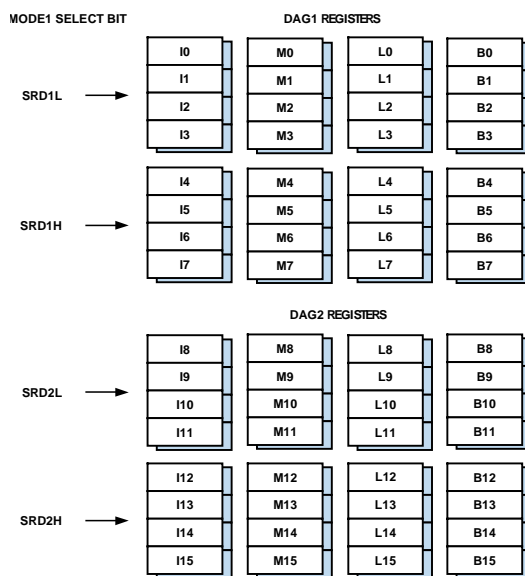 MODE1 SELECT BIT DAG1 REGISTERS
I0 M0 L0 B0
I1 M1 L1 B1
SRD1L
I2 M2 L2 B2
I3 M3 L3 B3
I4 M4 L4 B4
I5 M5 L5 B5
SRD1H
I6 M6 L6 B6
I7 M7 L7 B7
DAG2 REGISTERS
I8 M8 L8 B8
I9 M9 L9 B9
SRD2L
I10 M10 L10 B10
I11 M11 L11 B11
I12 M12 L12 B12
I13 M13 L13 B13
SRD2H
I14 M14 L14 B14
I15 M15 L15 B15